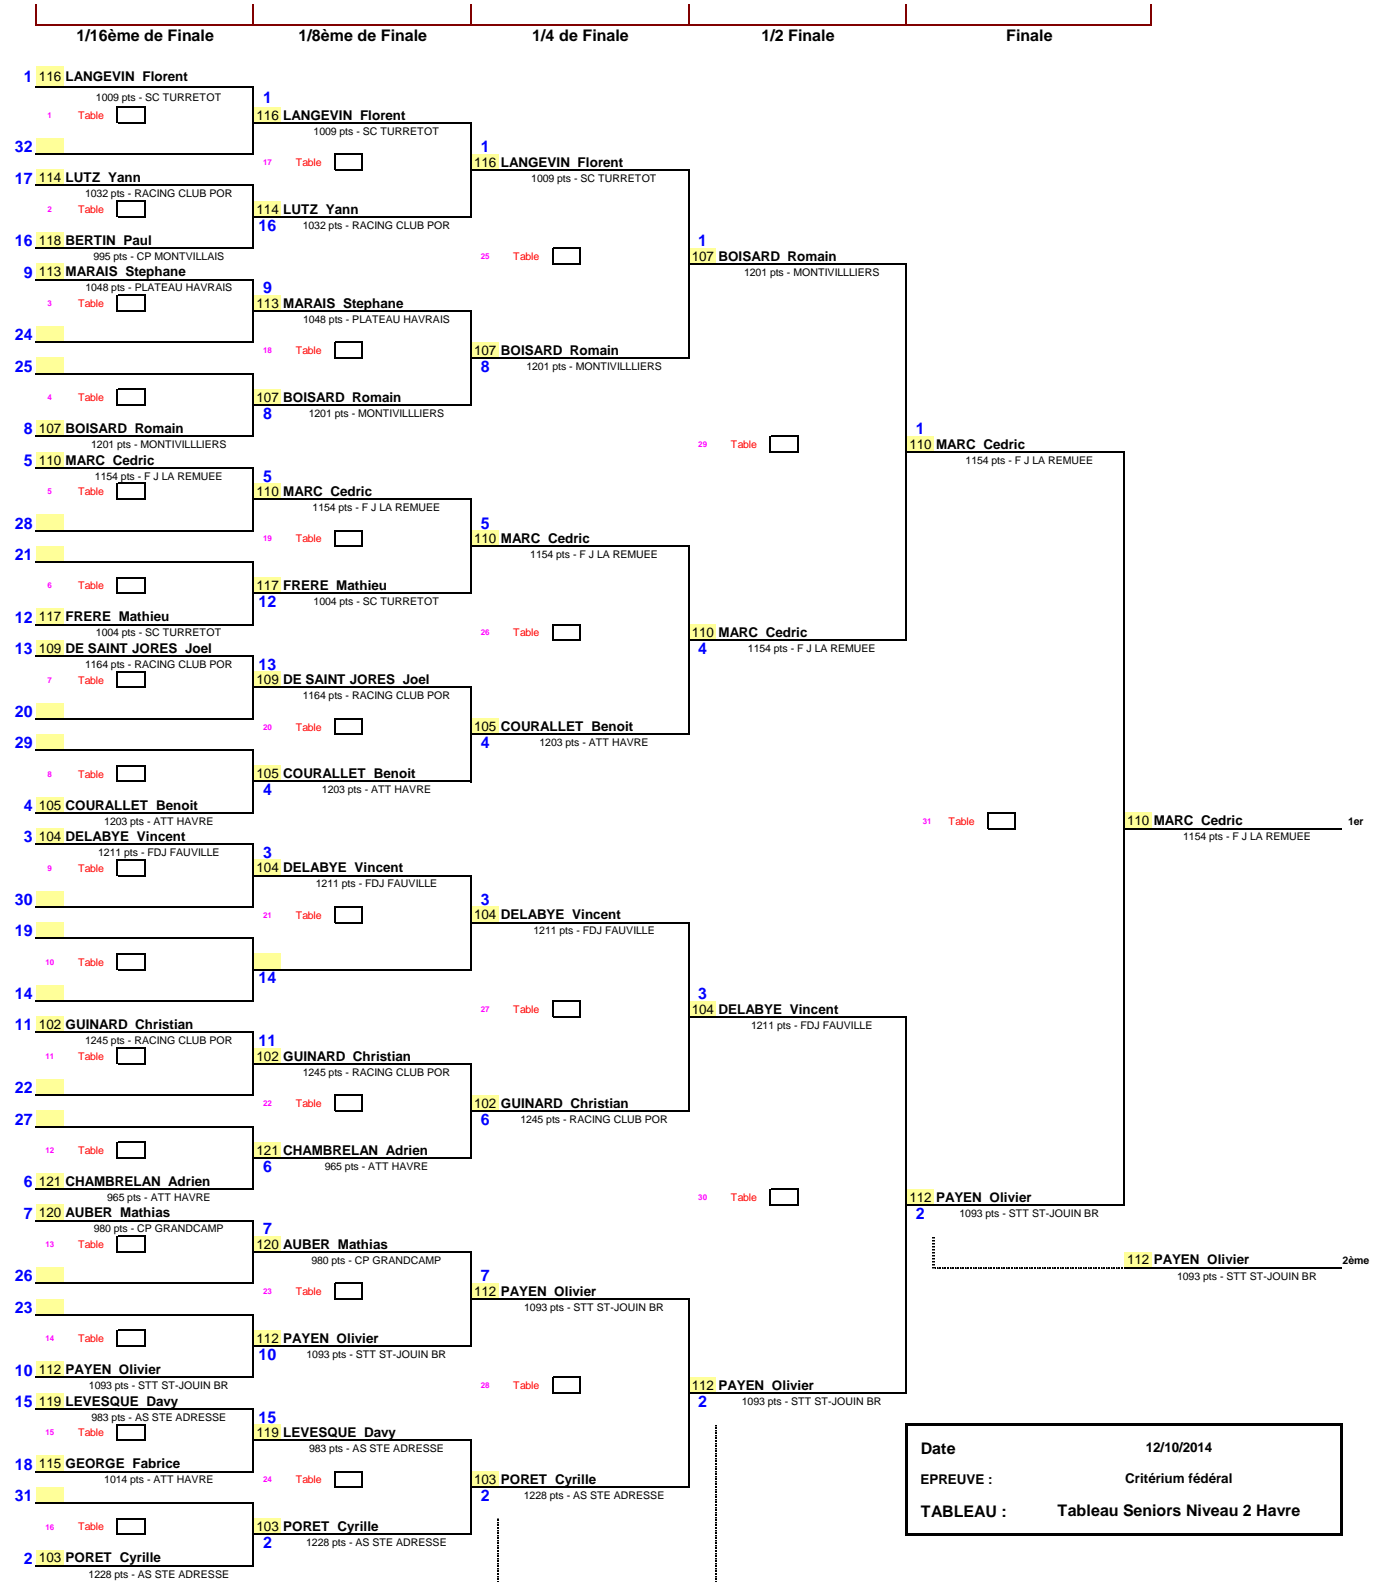 1/16ème de Finale
1/8ème de Finale
1/4 de Finale
1/2 Finale
Finale
1 116 LANGEVIN Florent
1009 pts - SC TURRETOT
1 Table
32
17 114 LUTZ Yann
1032 pts - RACING CLUB POR
2 Table
16 118 BERTIN Paul
995 pts - CP MONTVILLAIS
9 113 MARAIS Stephane
1048 pts - PLATEAU HAVRAIS
3 Table
24
25
4 Table
8 107 BOISARD Romain
1201 pts - MONTIVILLLIERS
5 110 MARC Cedric
1154 pts - F J LA REMUEE
5 Table
28
21
6 Table
12 117 FRERE Mathieu
1004 pts - SC TURRETOT
13 109 DE SAINT JORES Joel
1164 pts - RACING CLUB POR
7 Table
20
29
8 Table
4 105 COURALLET Benoit
1203 pts - ATT HAVRE
3 104 DELABYE Vincent
1211 pts - FDJ FAUVILLE
9 Table
30
19
10 Table
14
11 102 GUINARD Christian
1245 pts - RACING CLUB POR
11 Table
22
27
12 Table
6 121 CHAMBRELAN Adrien
965 pts - ATT HAVRE
7 120 AUBER Mathias
980 pts - CP GRANDCAMP
13 Table
26
23
14 Table
10 112 PAYEN Olivier
1093 pts - STT ST-JOUIN BR
15 119 LEVESQUE Davy
983 pts - AS STE ADRESSE
15 Table
18 115 GEORGE Fabrice
1014 pts - ATT HAVRE
31
16 Table
2 103 PORET Cyrille
1228 pts - AS STE ADRESSE
1
116 LANGEVIN Florent
1009 pts - SC TURRETOT
17 Table
114 LUTZ Yann
16 1032 pts - RACING CLUB POR
9
113 MARAIS Stephane
1048 pts - PLATEAU HAVRAIS
18 Table
107 BOISARD Romain
8 1201 pts - MONTIVILLLIERS
5
110 MARC Cedric
1154 pts - F J LA REMUEE
19 Table
117 FRERE Mathieu
12 1004 pts - SC TURRETOT
13
109 DE SAINT JORES Joel
1164 pts - RACING CLUB POR
20 Table
105 COURALLET Benoit
4 1203 pts - ATT HAVRE
3
104 DELABYE Vincent
1211 pts - FDJ FAUVILLE
21 Table
14
11
102 GUINARD Christian
1245 pts - RACING CLUB POR
22 Table
121 CHAMBRELAN Adrien
6 965 pts - ATT HAVRE
7
120 AUBER Mathias
980 pts - CP GRANDCAMP
23 Table
112 PAYEN Olivier
10 1093 pts - STT ST-JOUIN BR
15
119 LEVESQUE Davy
983 pts - AS STE ADRESSE
24 Table
103 PORET Cyrille
2 1228 pts - AS STE ADRESSE
1
116 LANGEVIN Florent
1009 pts - SC TURRETOT
25 Table
107 BOISARD Romain
8 1201 pts - MONTIVILLLIERS
5
110 MARC Cedric
1154 pts - F J LA REMUEE
26 Table
105 COURALLET Benoit
4 1203 pts - ATT HAVRE
3
104 DELABYE Vincent
1211 pts - FDJ FAUVILLE
27 Table
102 GUINARD Christian
6 1245 pts - RACING CLUB POR
7
112 PAYEN Olivier
1093 pts - STT ST-JOUIN BR
28 Table
103 PORET Cyrille
2 1228 pts - AS STE ADRESSE
1
107 BOISARD Romain
1201 pts - MONTIVILLLIERS
29 Table
110 MARC Cedric
4 1154 pts - F J LA REMUEE
3
104 DELABYE Vincent
1211 pts - FDJ FAUVILLE
30 Table
112 PAYEN Olivier
2 1093 pts - STT ST-JOUIN BR
1
110 MARC Cedric
1154 pts - F J LA REMUEE
31 Table
112 PAYEN Olivier
2 1093 pts - STT ST-JOUIN BR
110 MARC Cedric 1er
1154 pts - F J LA REMUEE
112 PAYEN Olivier 2ème
1093 pts - STT ST-JOUIN BR
Date 12/10/2014
EPREUVE : Critérium fédéral
TABLEAU : Tableau Seniors Niveau 2 Havre